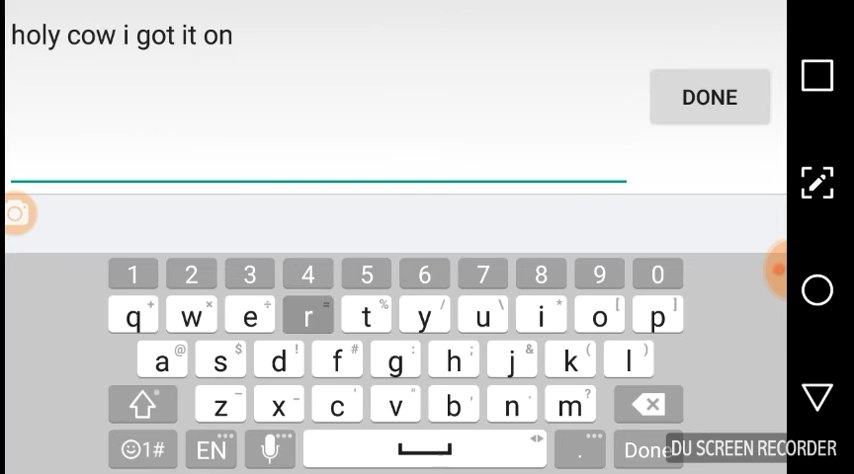 holy cow i got it on
DONE
1 2 3 4 5 6 7 8 9 0
q + w × e ÷ r = t % y / u \ i * o [ p ]
a @ s $ d ! f # g : h ; j & k ( l )
z _ x - c ' v " b , n . m ?
☺1# EN ... ... . ... Done
DU SCREEN RECORDER